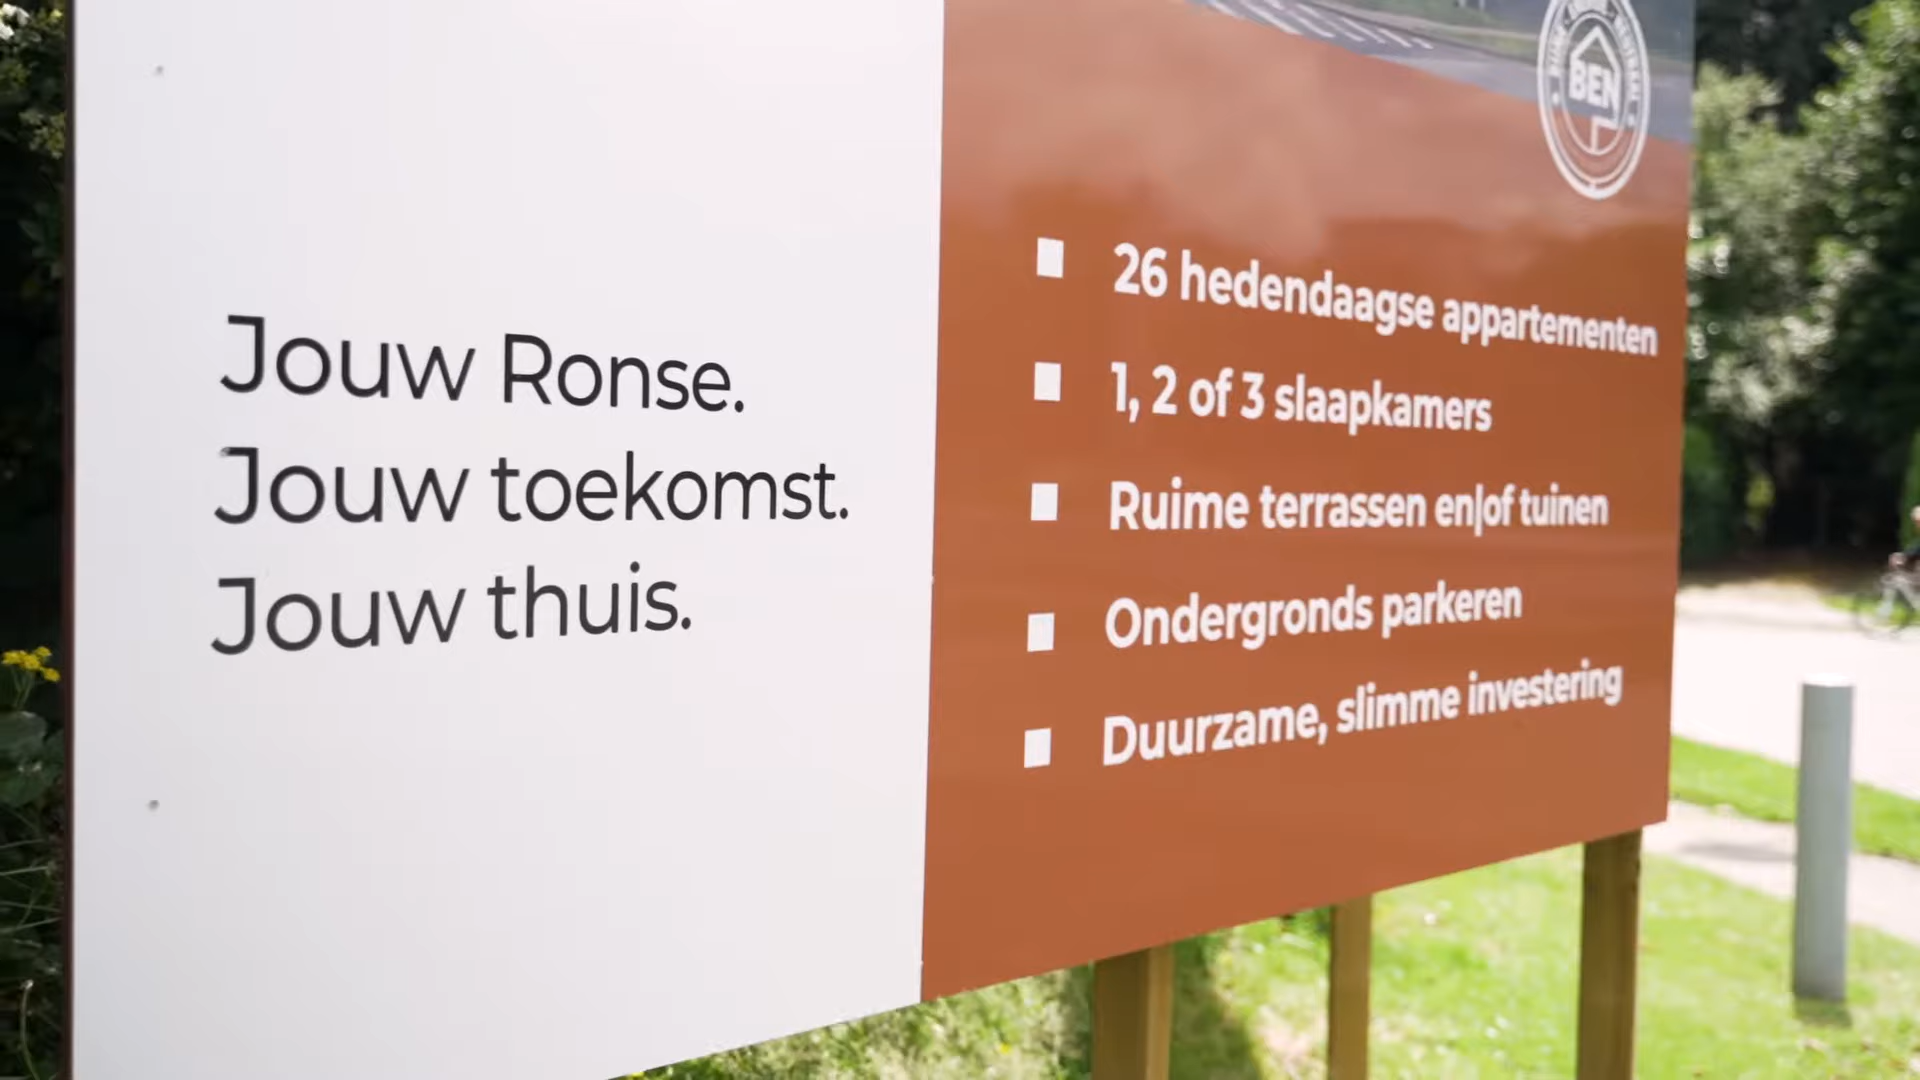 Jouw Ronse.
Jouw toekomst.
Jouw thuis.
BEN
26 hedendaagse appartementen
1, 2 of 3 slaapkamers
Ruime terrassen en|of tuinen
Ondergronds parkeren
Duurzame, slimme investering